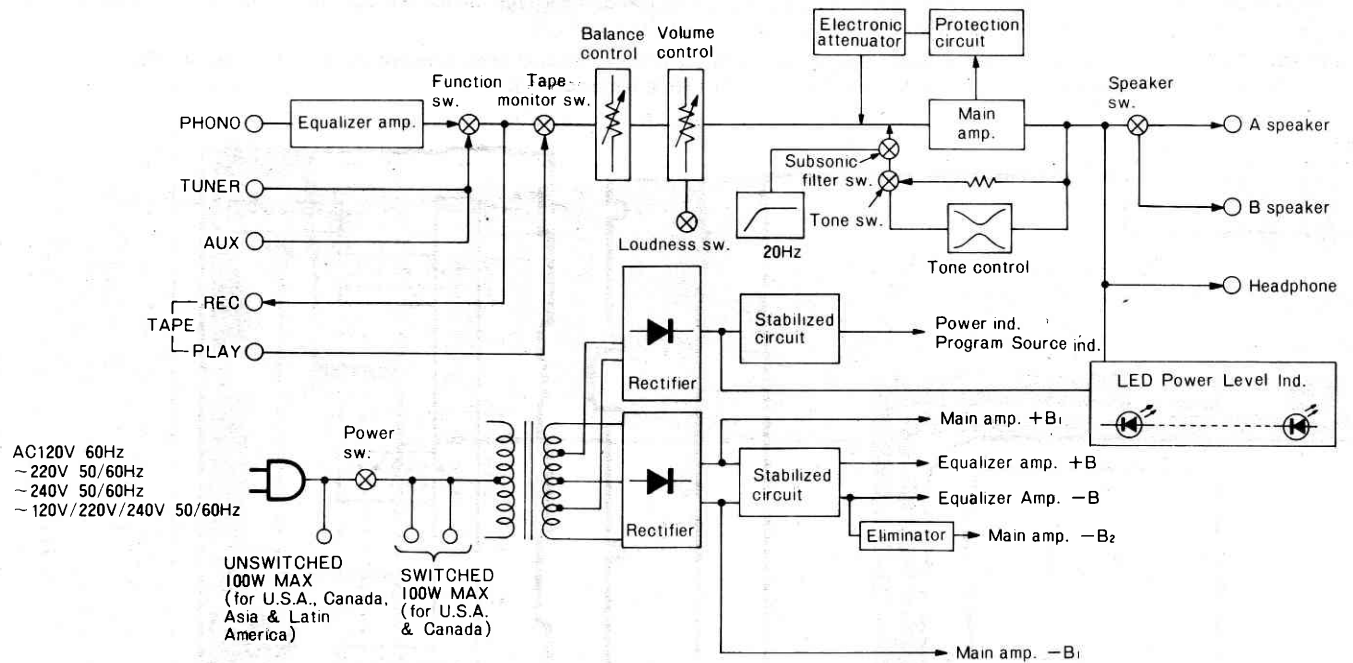 Electronic
attenuator
Protection
circuit
Balance
control
Volume
control
Function
sw.
Tape
monitor sw.
Speaker
sw.
PHONO
Equalizer amp.
Main
amp.
A speaker
Subsonic
filter sw.
TUNER
Tone sw.
B speaker
AUX
Loudness sw.
20Hz
Tone control
REC
TAPE
PLAY
Headphone
Rectifier
Stabilized
circuit
Power ind.
Program Source ind.
LED Power Level Ind.
Main amp. +B1
AC120V 60Hz
~220V 50/60Hz
~240V 50/60Hz
~120V/220V/240V 50/60Hz
Power
sw.
Rectifier
Stabilized
circuit
Equalizer amp. +B
Equalizer Amp. −B
Eliminator
Main amp. −B2
UNSWITCHED
100W MAX
(for U.S.A., Canada,
Asia & Latin
America)
SWITCHED
100W MAX
(for U.S.A.
& Canada)
Main amp. −B1